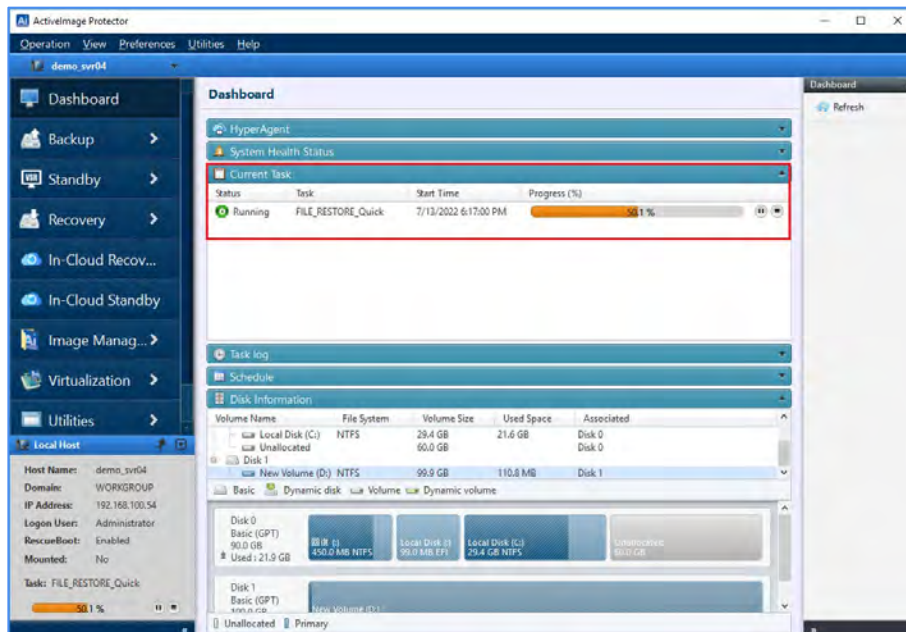 ActiveImage Protector
Operation View Preferences Utilities Help
demo_svr04
Dashboard
Backup
Standby
Recovery
In-Cloud Recov...
In-Cloud Standby
Image Manag...
Virtualization
Utilities
Local Host
Host Name: demo_svr04
Domain: WORKGROUP
IP Address: 192.168.100.54
Logon User: Administrator
RescueBoot: Enabled
Mounted: No
Task: FILE_RESTORE_Quick
50.1 %
Dashboard
HyperAgent
System Health Status
Current Task
Status Task Start Time Progress (%)
Running FILE_RESTORE_Quick 7/13/2022 6:17:00 PM 50.1 %
Task log
Schedule
Disk Information
Volume Name File System Volume Size Used Space Associated
Local Disk (C:) NTFS 29.4 GB 21.6 GB Disk 0
Unallocated 60.0 GB Disk 0
Disk 1
New Volume (D:) NTFS 99.9 GB 110.8 MB Disk 1
Basic Dynamic disk Volume Dynamic volume
Disk 0
Basic (GPT)
90.0 GB
Used : 21.9 GB
450.0 MB NTFS
Local Disk (:)
99.0 MB EFI
Local Disk (C:)
29.4 GB NTFS
Unallocated
60.0 GB
Disk 1
Basic (GPT)
100.0 GB
New Volume (D:)
Unallocated Primary
Dashboard
Refresh